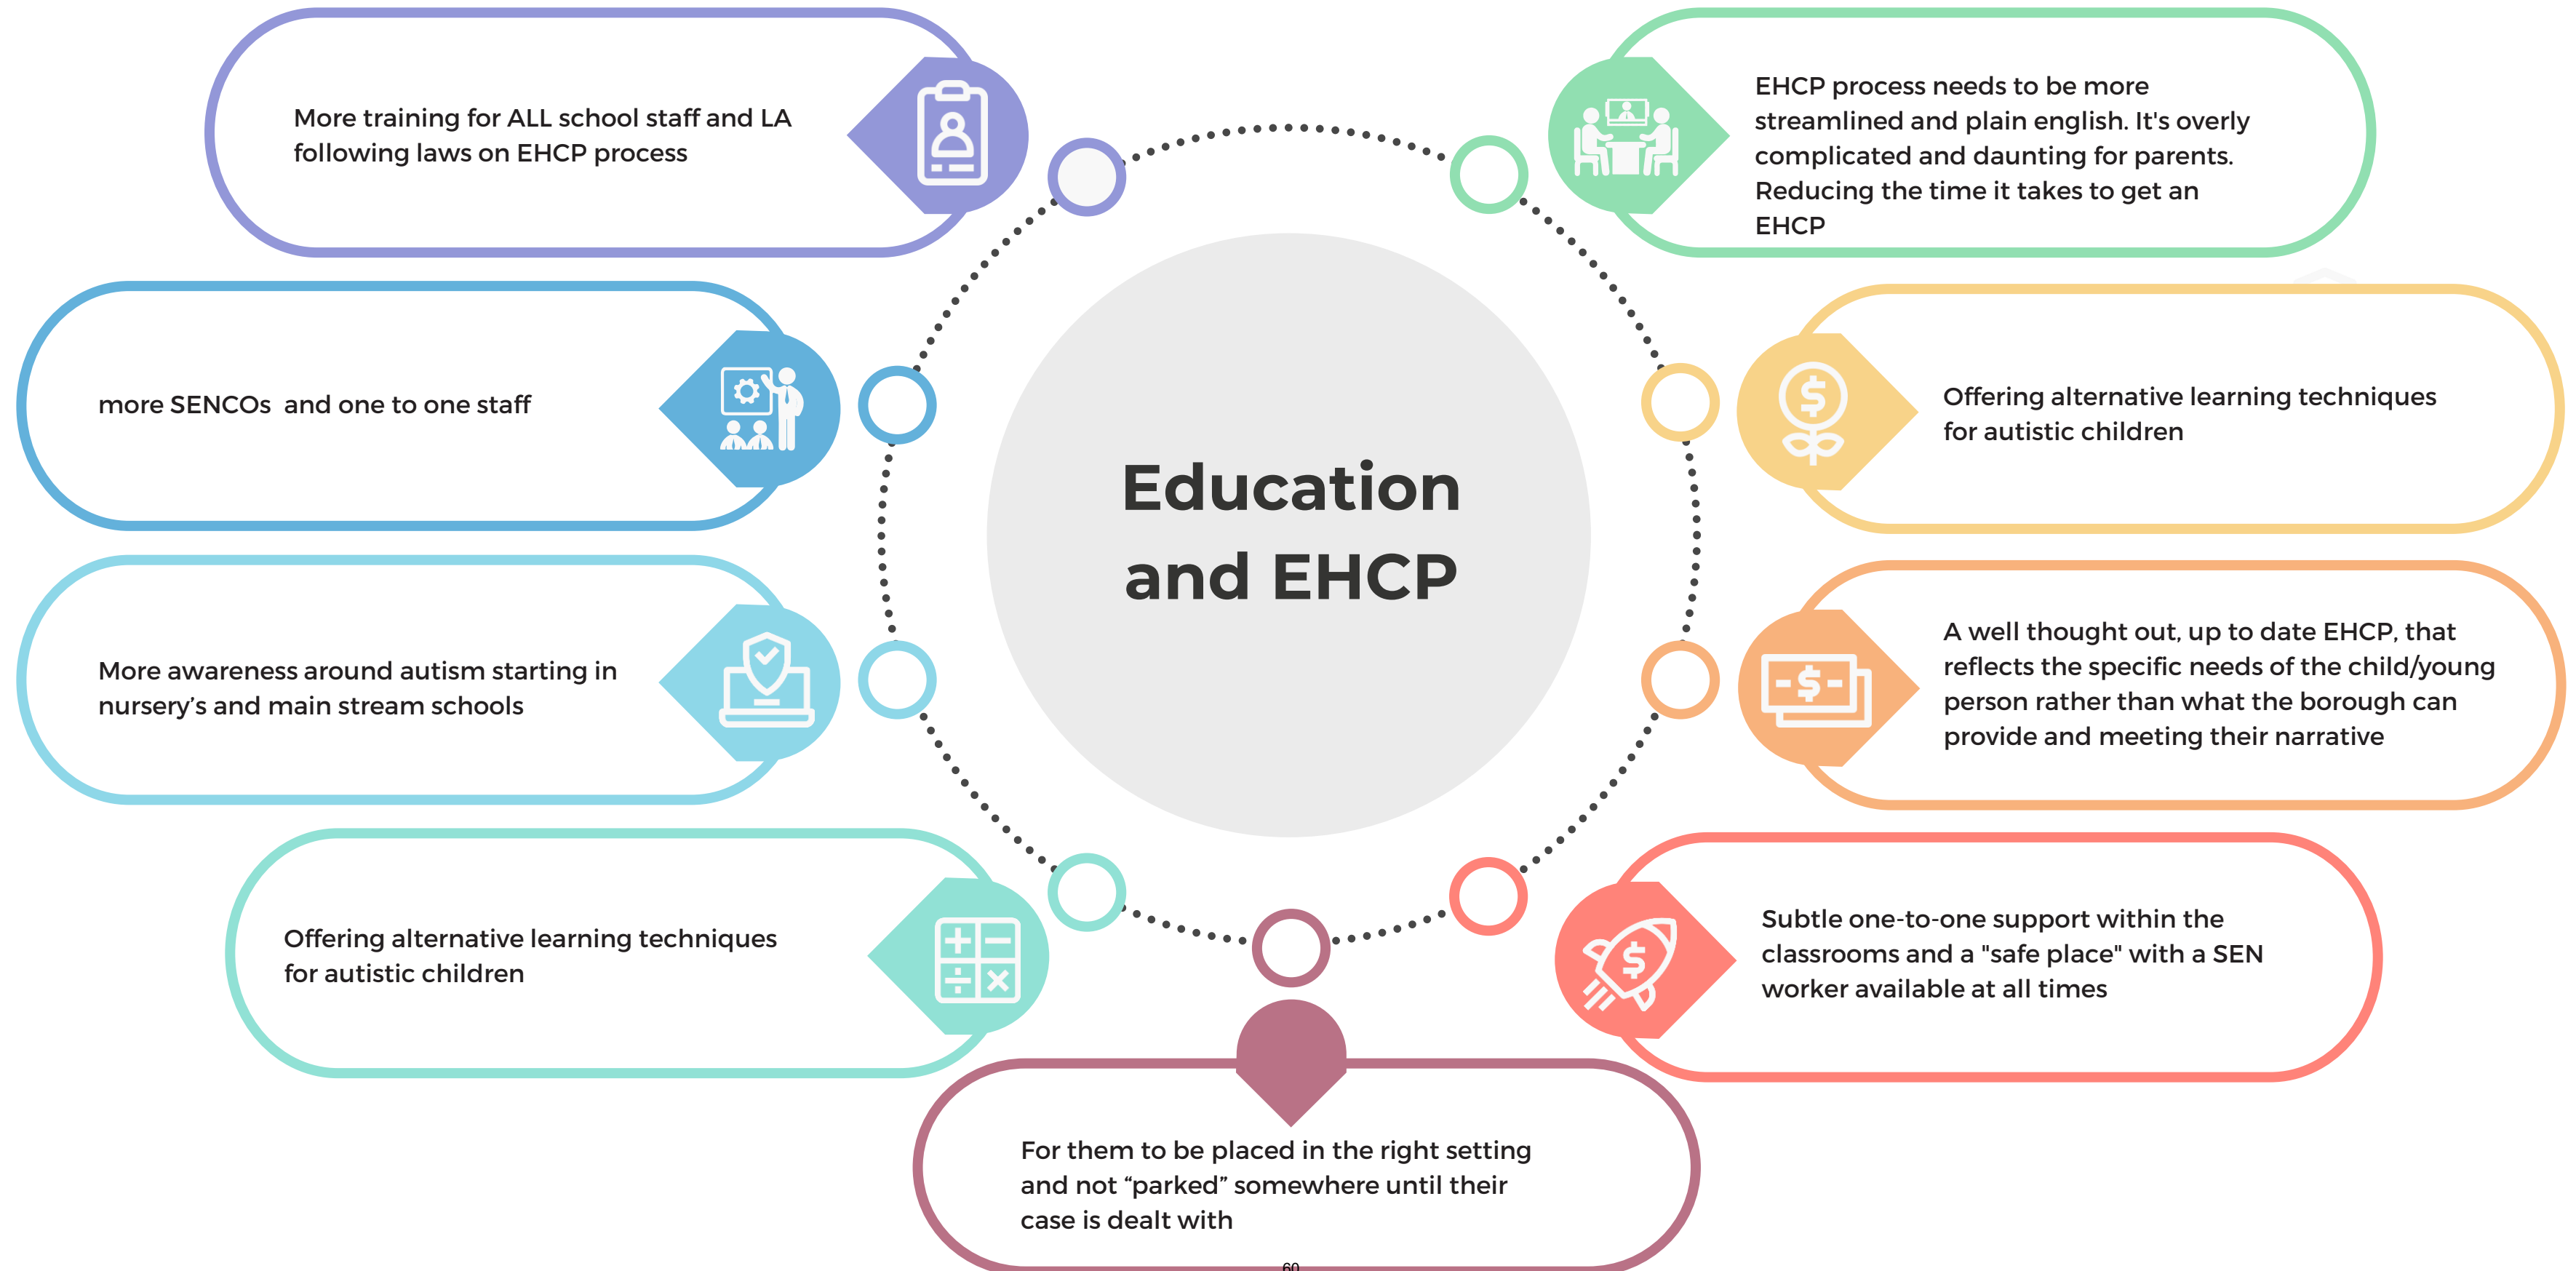 More training for ALL school staff and LA
following laws on EHCP process
EHCP process needs to be more
streamlined and plain english. It's overly
complicated and daunting for parents.
Reducing the time it takes to get an
EHCP
more SENCOs  and one to one staff
Offering alternative learning techniques
for autistic children
Education
and EHCP
More awareness around autism starting in
nursery’s and main stream schools
A well thought out, up to date EHCP, that
reflects the specific needs of the child/young
person rather than what the borough can
provide and meeting their narrative
Offering alternative learning techniques
for autistic children
Subtle one-to-one support within the
classrooms and a "safe place" with a SEN
worker available at all times
For them to be placed in the right setting
and not “parked” somewhere until their
case is dealt with
60